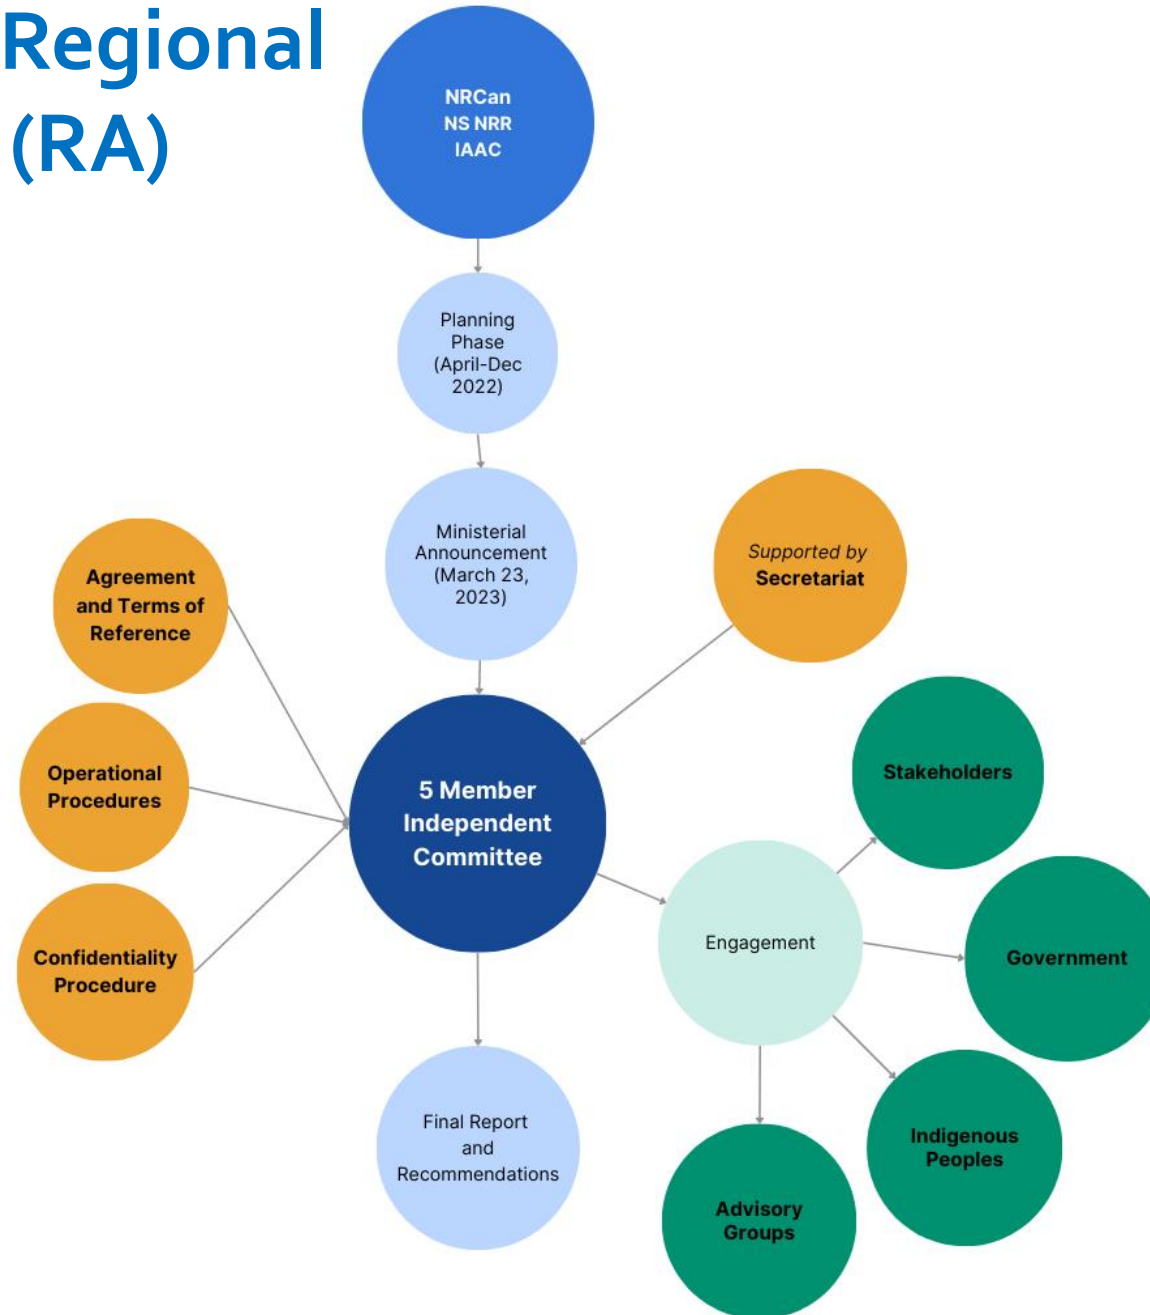 Regional
(RA)
NRCan
NS NRR
IAAC
Planning
Phase
(April-Dec
2022)
Ministerial
Announcement
(March 23,
2023)
Supported by
Secretariat
Agreement
and Terms of
Reference
Operational
Procedures
Confidentiality
Procedure
5 Member
Independent
Committee
Stakeholders
Engagement
Government
Indigenous
Peoples
Advisory
Groups
Final Report
and
Recommendations